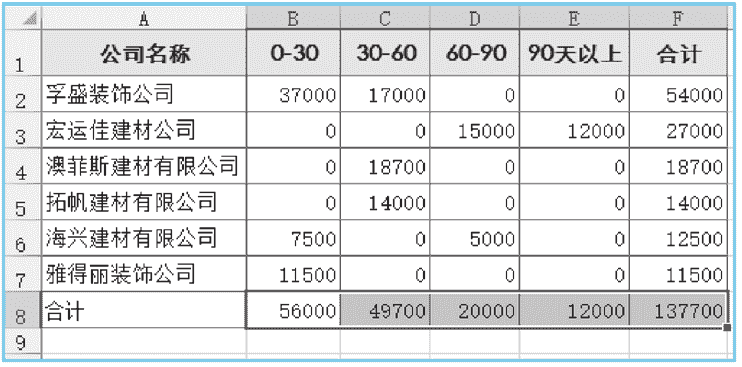 A B C D E F
1 公司名称 0-30 30-60 60-90 90天以上 合计
2 孚盛装饰公司 37000 17000 0 0 54000
3 宏运佳建材公司 0 0 15000 12000 27000
4 澳菲斯建材有限公司 0 18700 0 0 18700
5 拓帆建材有限公司 0 14000 0 0 14000
6 海兴建材有限公司 7500 0 5000 0 12500
7 雅得丽装饰公司 11500 0 0 0 11500
8 合计 56000 49700 20000 12000 137700
9